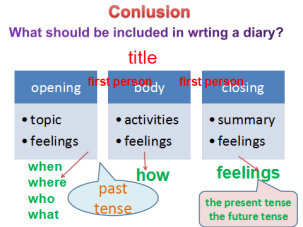 Conlusion
What should be included in wrting a diary?
title
first person first person
opening body closing
• topic • activities • summary
• feelings • feelings • feelings
when
where
who
what
how
feelings
past
tense
the present tense
the future tense